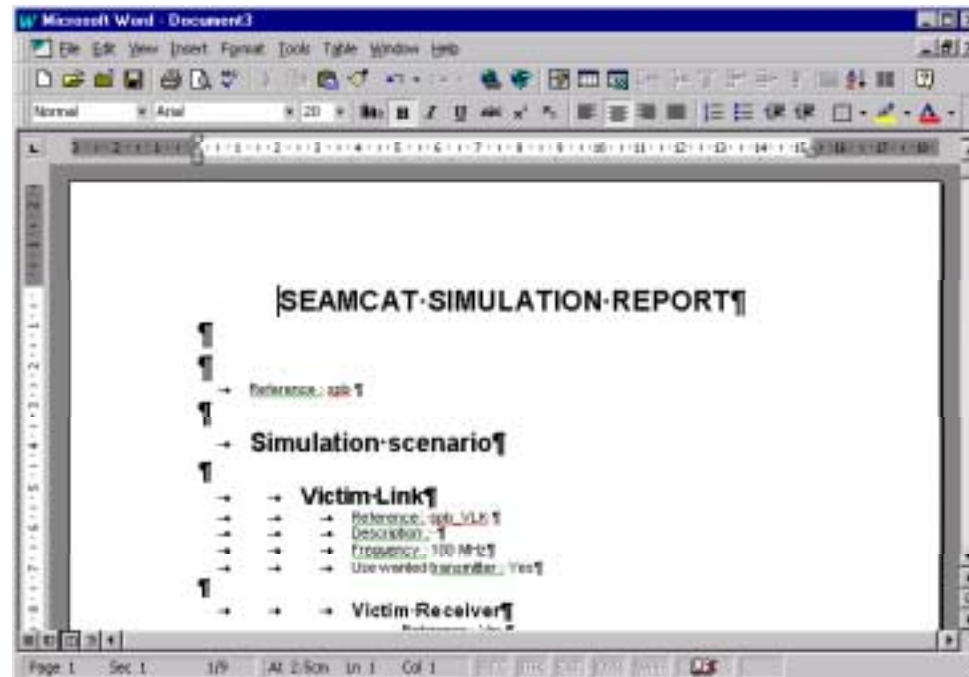 Microsoft Word - Document3
File Edit View Insert Format Tools Table Window Help
Normal Arial 20 B I U abc x² 
SEAMCAT·SIMULATION·REPORT¶
¶
¶
→ Reference : spb ¶
¶
→ Simulation·scenario¶
¶
→ → Victim·Link¶
→ → → Reference : spb_VLK ¶
→ → → Description : ¶
→ → → Frequency : 100 MHz¶
→ → → Use wanted transmitter : Yes¶
¶
→ → → Victim·Receiver¶
Page 1 Sec 1 1/9 At 2.5cm Ln 1 Col 1